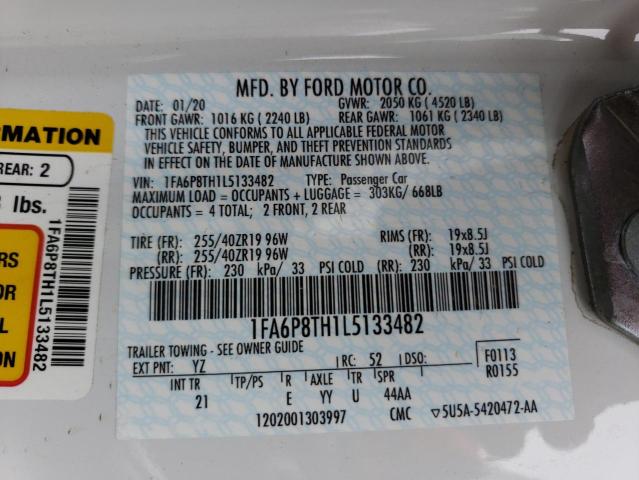 MFD. BY FORD MOTOR CO.
DATE: 01/20 GVWR: 2050 KG ( 4520 LB)
FRONT GAWR: 1016 KG ( 2240 LB) REAR GAWR: 1061 KG ( 2340 LB)
THIS VEHICLE CONFORMS TO ALL APPLICABLE FEDERAL MOTOR
VEHICLE SAFETY, BUMPER, AND THEFT PREVENTION STANDARDS
IN EFFECT ON THE DATE OF MANUFACTURE SHOWN ABOVE.
VIN: 1FA6P8TH1L5133482 TYPE: Passenger Car
MAXIMUM LOAD = OCCUPANTS + LUGGAGE = 303KG/ 668LB
OCCUPANTS = 4 TOTAL; 2 FRONT, 2 REAR
TIRE (FR): 255/40ZR19 96W RIMS (FR): 19x8.5J
(RR): 255/40ZR19 96W (RR): 19x8.5J
PRESSURE (FR): 230 kPa/ 33 PSI COLD (RR): 230 kPa/ 33 PSI COLD
1FA6P8TH1L5133482
TRAILER TOWING - SEE OWNER GUIDE
EXT PNT: YZ RC: 52 DSO: F0113
R0155
INT TR TP/PS R AXLE TR SPR
21 E YY U 44AA
1202001303997 CMC ▽5U5A-5420472-AA
RMATION
REAR: 2
lbs.
1FA6P8TH1L5133482
RS
OR
L
ON